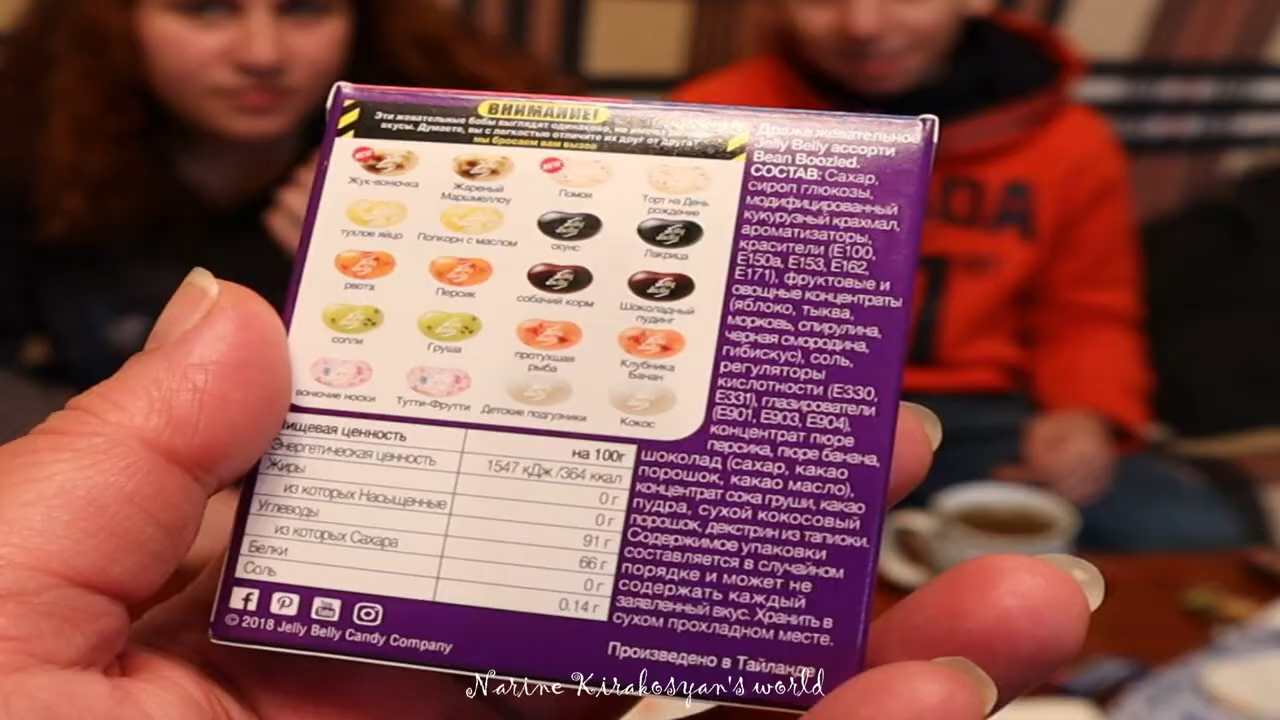 ВНИМАНИЕ!
Эти жевательные бобы выглядят одинаково, но имеют
вкусы. Думаете, вы с легкостью отличите их друг от друга?
мы бросаем вам вызов
Жук-вонючка
Жареный
Маршмеллоу
Помои
Торт на День
рождение
тухлое яйцо
Попкорн с маслом
скунс
Лакрица
рвота
Персик
собачий корм
Шоколадный
пудинг
сопли
Груша
протухшая
рыба
Клубника
Банан
вонючие носки
Тутти-Фрутти
Детские подгузники
Кокос
Пищевая ценность
на 100г
Энергетическая ценность
1547 кДж /364 ккал
Жиры
0 г
из которых Насыщенные
0 г
Углеводы
91 г
из которых Сахара
66 г
Белки
0 г
Соль
0.14 г
© 2018 Jelly Belly Candy Company
Драже жевательное
Jelly Belly ассорти
Bean Boozled.
СОСТАВ: Сахар,
сироп глюкозы,
модифицированный
кукурузный крахмал,
ароматизаторы,
красители (E100,
E150a, E153, E162,
E171), фруктовые и
овощные концентраты
(яблоко, тыква,
морковь, спирулина,
черная смородина,
гибискус), соль,
регуляторы
кислотности (E330,
E331), глазирователи
(E901, E903, E904),
концентрат пюре
персика, пюре банана,
шоколад (сахар, какао
порошок, какао масло),
концентрат сока груши, какао
пудра, сухой кокосовый
порошок, декстрин из тапиоки.
Содержимое упаковки
составляется в случайном
порядке и может не
содержать каждый
заявленный вкус. Хранить в
сухом прохладном месте.
Произведено в Тайланде
Narine Kirakosyan's world